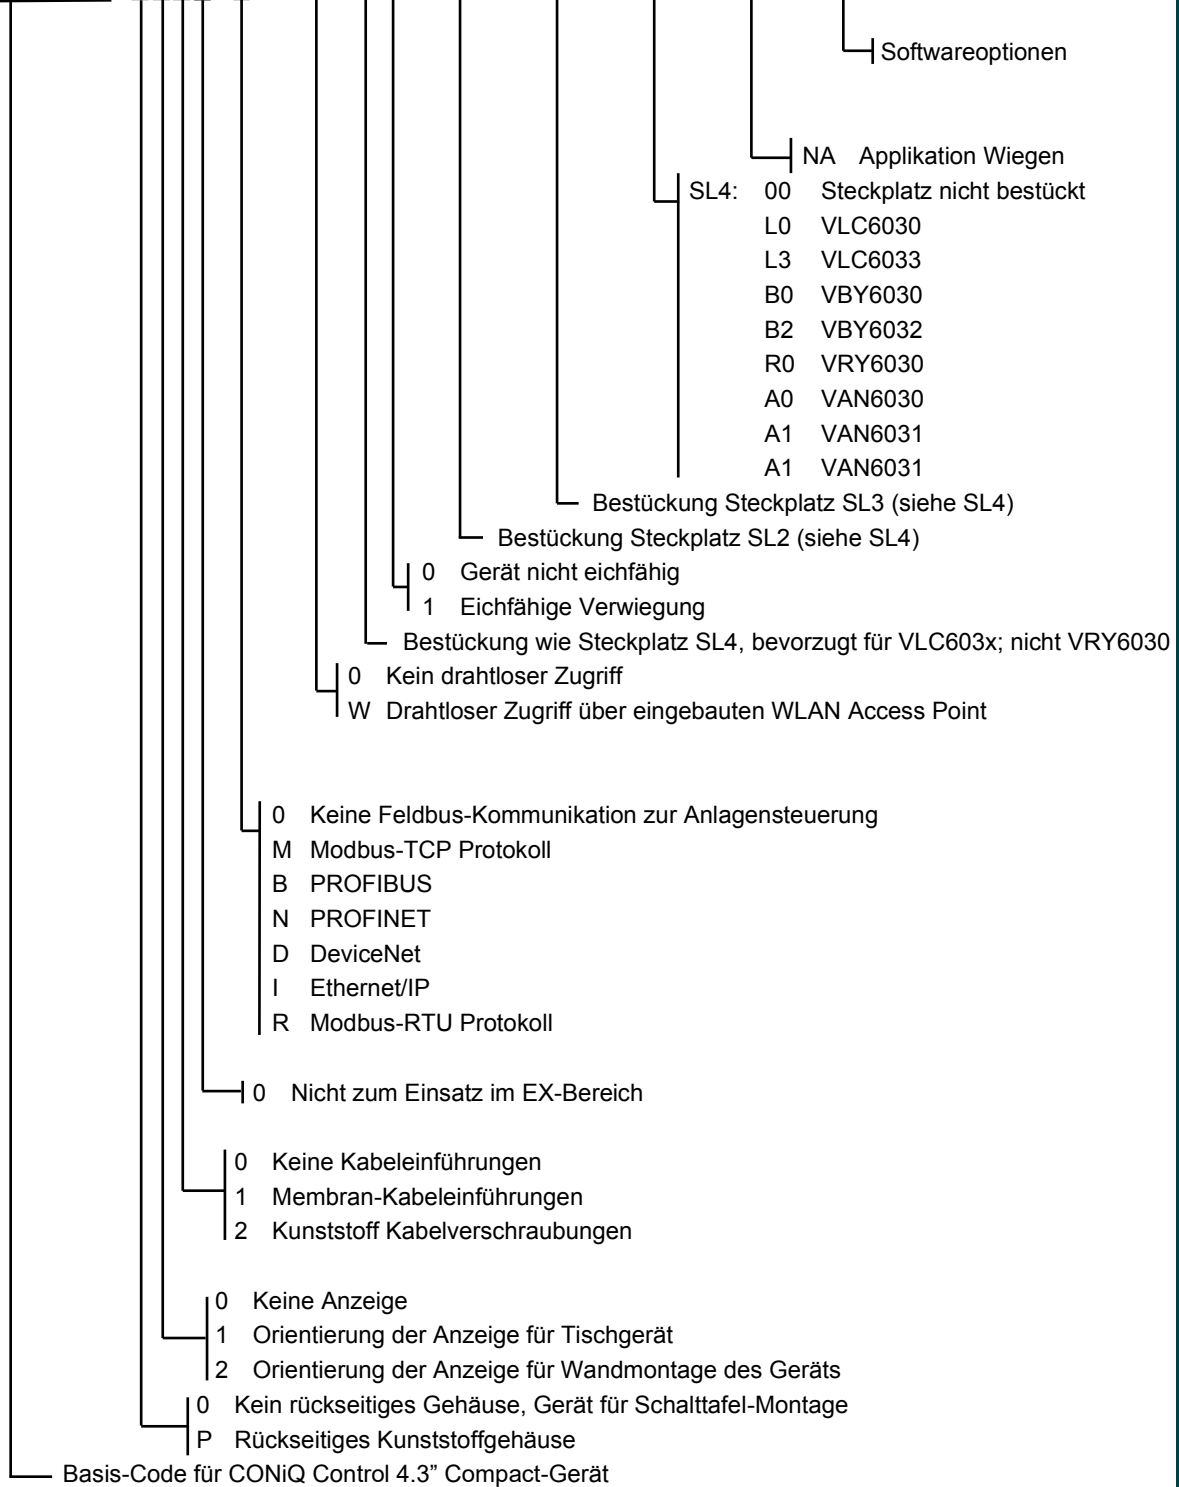 Softwareoptionen
NA Applikation Wiegen
SL4: 00 Steckplatz nicht bestückt
L0 VLC6030
L3 VLC6033
B0 VBY6030
B2 VBY6032
R0 VRY6030
A0 VAN6030
A1 VAN6031
A1 VAN6031
Bestückung Steckplatz SL3 (siehe SL4)
Bestückung Steckplatz SL2 (siehe SL4)
0 Gerät nicht eichfähig
1 Eichfähige Verwiegung
Bestückung wie Steckplatz SL4, bevorzugt für VLC603x; nicht VRY6030
0 Kein drahtloser Zugriff
W Drahtloser Zugriff über eingebauten WLAN Access Point
0 Keine Feldbus-Kommunikation zur Anlagensteuerung
M Modbus-TCP Protokoll
B PROFIBUS
N PROFINET
D DeviceNet
I Ethernet/IP
R Modbus-RTU Protokoll
0 Nicht zum Einsatz im EX-Bereich
0 Keine Kabeleinführungen
1 Membran-Kabeleinführungen
2 Kunststoff Kabelverschraubungen
0 Keine Anzeige
1 Orientierung der Anzeige für Tischgerät
2 Orientierung der Anzeige für Wandmontage des Geräts
0 Kein rückseitiges Gehäuse, Gerät für Schalttafel-Montage
P Rückseitiges Kunststoffgehäuse
Basis-Code für CONiQ Control 4.3” Compact-Gerät